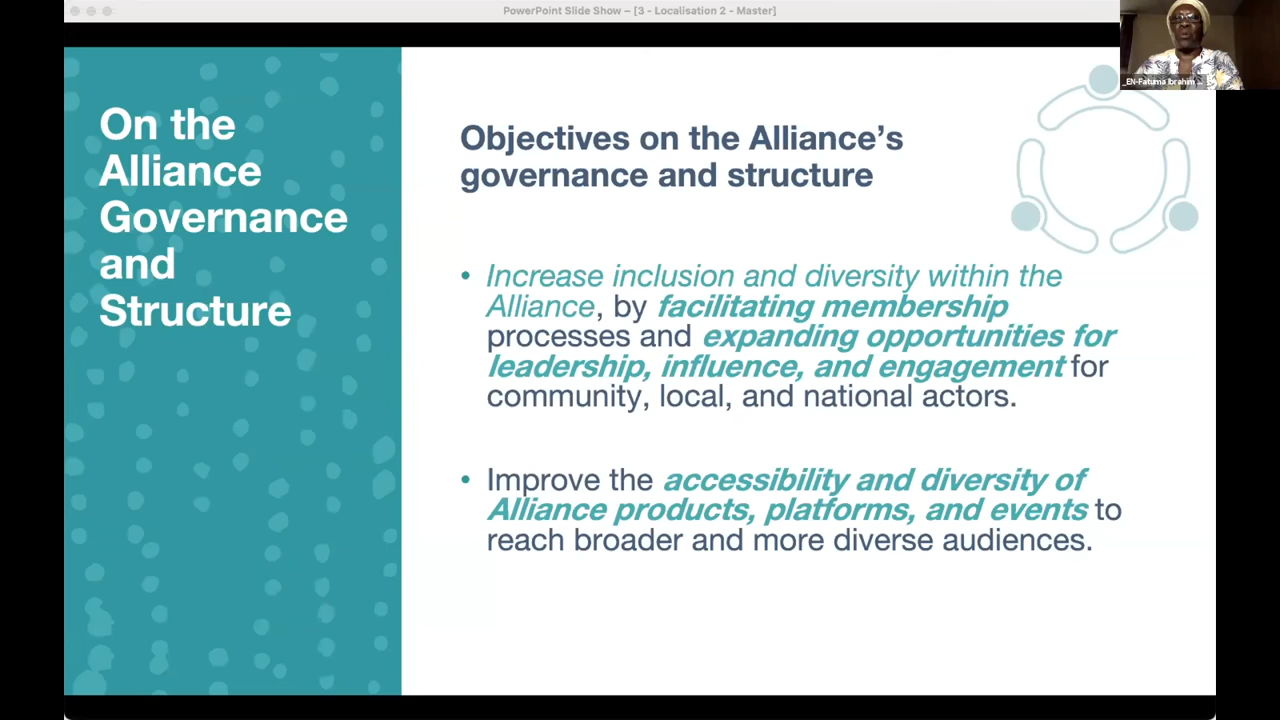 PowerPoint Slide Show – [3 - Localisation 2 - Master]
_EN-Fatuma Ibrahim ...
On the
Alliance
Governance
and
Structure
Objectives on the Alliance’s
governance and structure
• Increase inclusion and diversity within the
Alliance, by facilitating membership
processes and expanding opportunities for
leadership, influence, and engagement for
community, local, and national actors.
• Improve the accessibility and diversity of
Alliance products, platforms, and events to
reach broader and more diverse audiences.